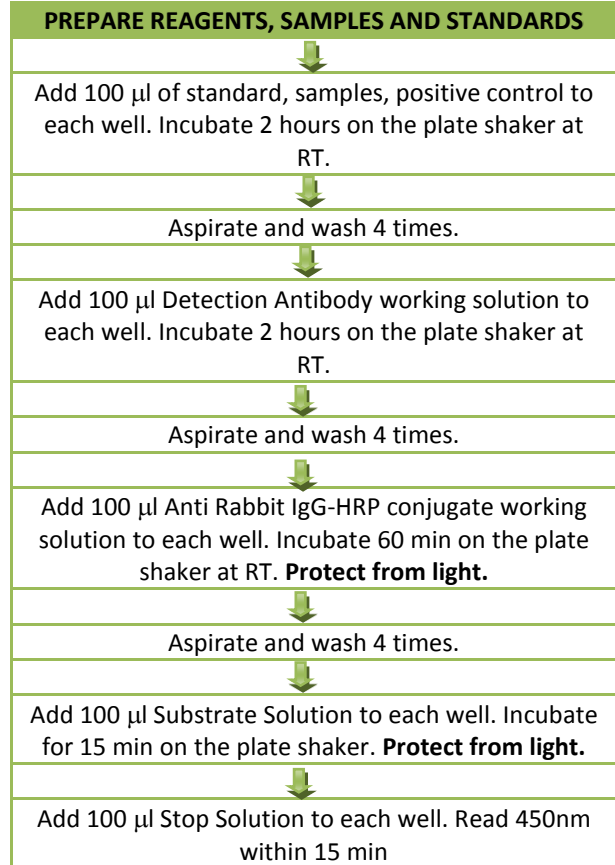 PREPARE REAGENTS, SAMPLES AND STANDARDS
Add 100 μl of standard, samples, positive control to
each well. Incubate 2 hours on the plate shaker at
RT.
Aspirate and wash 4 times.
Add 100 μl Detection Antibody working solution to
each well. Incubate 2 hours on the plate shaker at
RT.
Aspirate and wash 4 times.
Add 100 μl Anti Rabbit IgG-HRP conjugate working
solution to each well. Incubate 60 min on the plate
shaker at RT. Protect from light.
Aspirate and wash 4 times.
Add 100 μl Substrate Solution to each well. Incubate
for 15 min on the plate shaker. Protect from light.
Add 100 μl Stop Solution to each well. Read 450nm
within 15 min